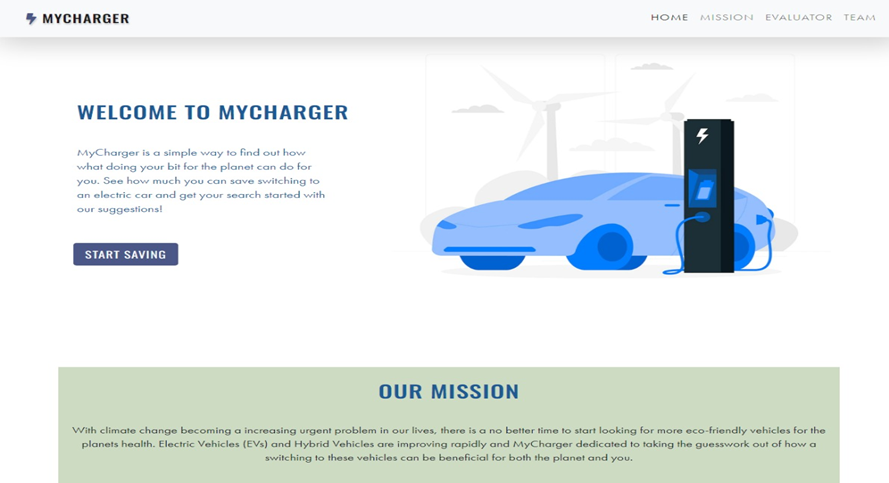 MYCHARGER
HOME MISSION EVALUATOR TEAM
WELCOME TO MYCHARGER
MyCharger is a simple way to find out how
what doing your bit for the planet can do for
you. See how much you can save switching to
an electric car and get your search started with
our suggestions!
START SAVING
OUR MISSION
With climate change becoming a increasing urgent problem in our lives, there is a no better time to start looking for more eco-friendly vehicles for the
planets health. Electric Vehicles (EVs) and Hybrid Vehicles are improving rapidly and MyCharger dedicated to taking the guesswork out of how a
switching to these vehicles can be beneficial for both the planet and you.